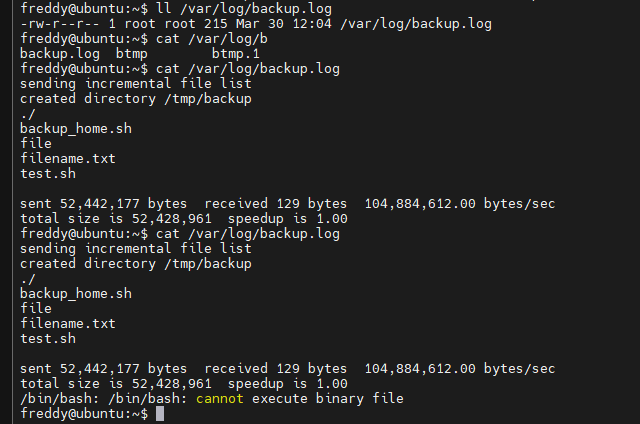 freddy@ubuntu:~$ ll /var/log/backup.log
-rw-r--r-- 1 root root 215 Mar 30 12:04 /var/log/backup.log
freddy@ubuntu:~$ cat /var/log/b
backup.log  btmp        btmp.1
freddy@ubuntu:~$ cat /var/log/backup.log
sending incremental file list
created directory /tmp/backup
./
backup_home.sh
file
filename.txt
test.sh

sent 52,442,177 bytes  received 129 bytes  104,884,612.00 bytes/sec
total size is 52,428,961  speedup is 1.00
freddy@ubuntu:~$ cat /var/log/backup.log
sending incremental file list
created directory /tmp/backup
./
backup_home.sh
file
filename.txt
test.sh

sent 52,442,177 bytes  received 129 bytes  104,884,612.00 bytes/sec
total size is 52,428,961  speedup is 1.00
/bin/bash: /bin/bash: cannot execute binary file
freddy@ubuntu:~$